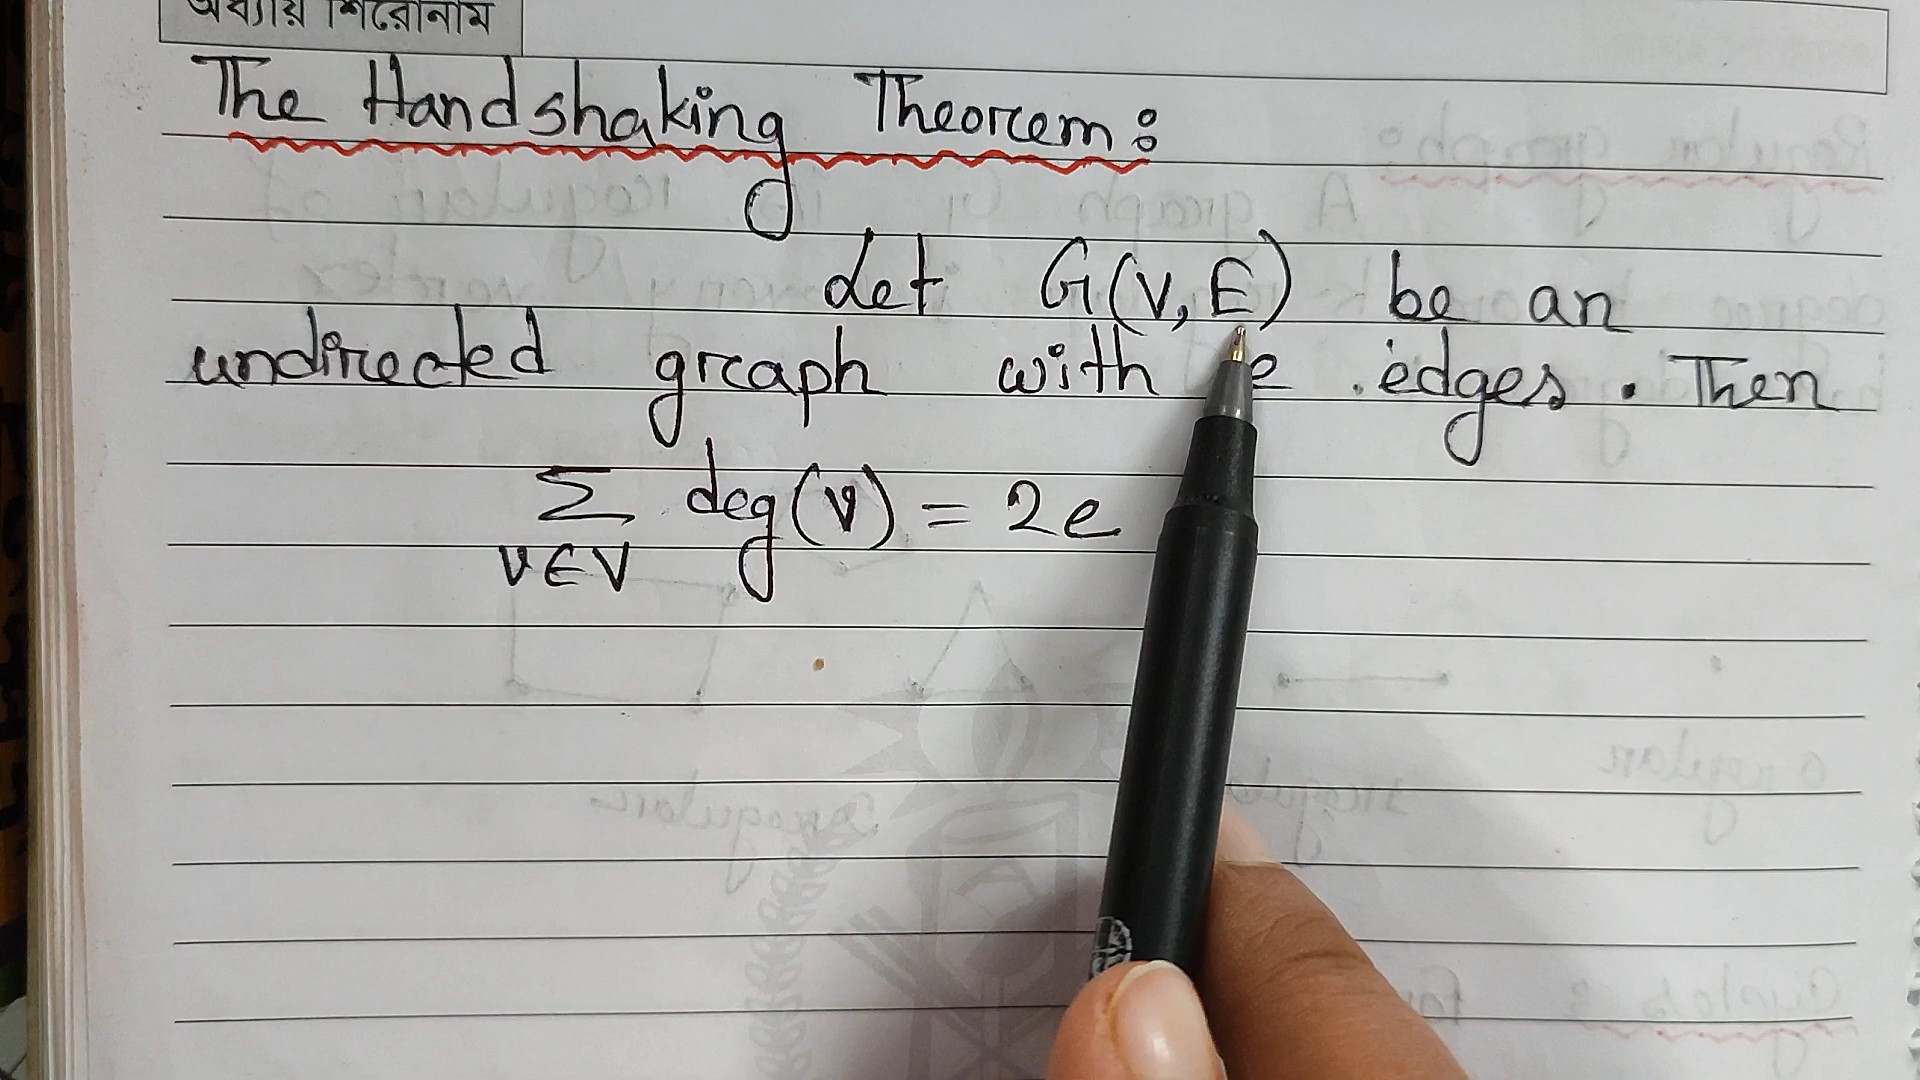 অধ্যায় শিরোনাম
The Handshaking Theorem:
Let G(V, E) be an
undirected graph with e edges. Then
∑ deg(v) = 2e
v∈V